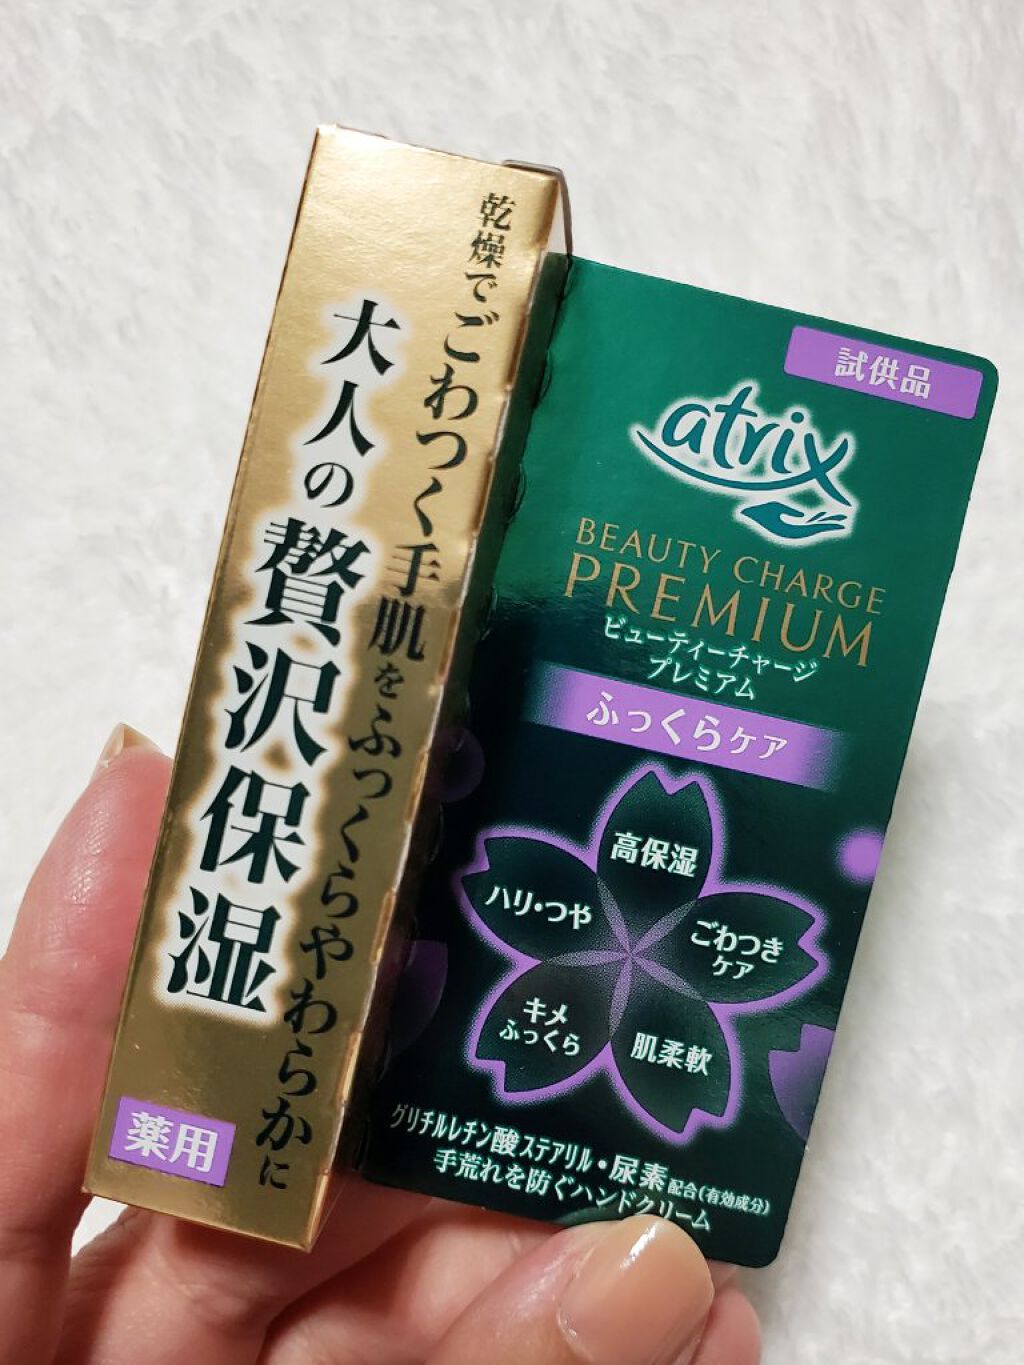 乾燥でごわつく手肌をふっくらやわらかに
大人の贅沢保湿
薬用
試供品
atrix
BEAUTY CHARGE
PREMIUM
ビューティーチャージ
プレミアム
ふっくらケア
高保湿
ハリ・つや
ごわつき
ケア
キメ
ふっくら
肌柔軟
グリチルレチン酸ステアリル・尿素配合(有効成分)
手荒れを防ぐハンドクリーム